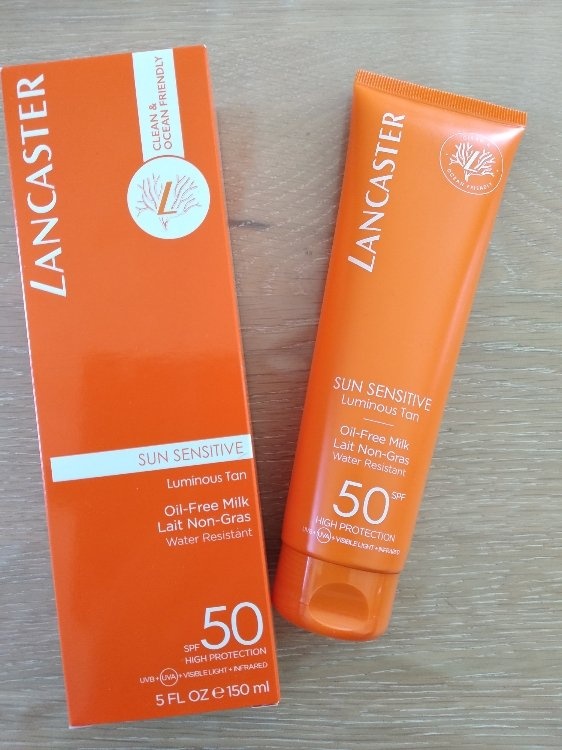 LANCASTER
CLEAN &
OCEAN FRIENDLY
L
SUN SENSITIVE
Luminous Tan
Oil-Free Milk
Lait Non-Gras
Water Resistant
SPF 50
HIGH PROTECTION
UVB + UVA + VISIBLE LIGHT + INFRARED
5 FL OZ e 150 ml
LANCASTER
L
OCEAN FRIENDLY
SUN SENSITIVE
Luminous Tan
Oil-Free Milk
Lait Non-Gras
Water Resistant
50 SPF
HIGH PROTECTION
UVB + UVA + VISIBLE LIGHT + INFRARED